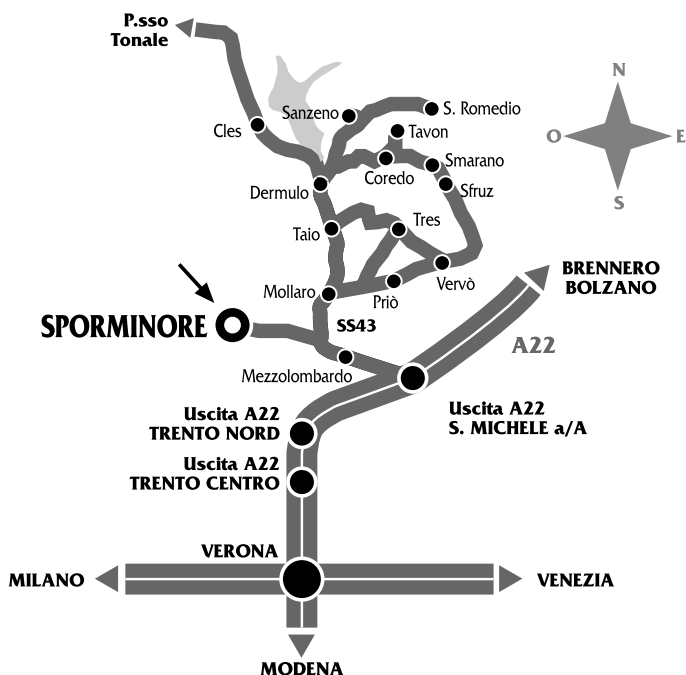 P.sso
Tonale
N
O
E
S
Sanzeno
S. Romedio
Cles
Tavon
Coredo
Smarano
Dermulo
Sfruz
Taio
Tres
Vervò
Mollaro
Priò
BRENNERO
BOLZANO
SPORMINORE
SS43
A22
Mezzolombardo
Uscita A22
S. MICHELE a/A
Uscita A22
TRENTO NORD
Uscita A22
TRENTO CENTRO
VERONA
MILANO
VENEZIA
MODENA